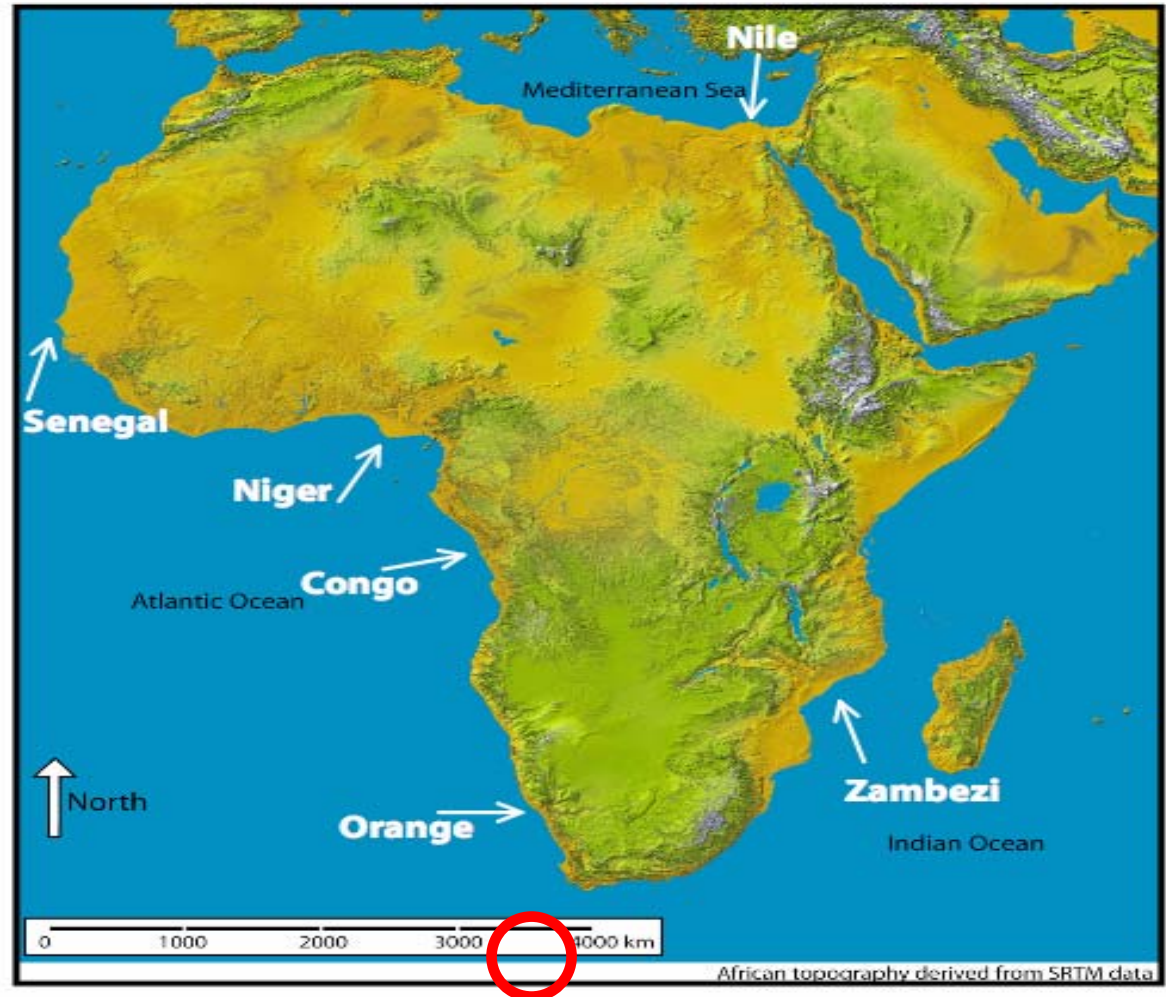 Nile
Mediterranean Sea
Senegal
Niger
Congo
Atlantic Ocean
North
Zambezi
Orange
Indian Ocean
0 1000 2000 3000 4000 km
African topography derived from SRTM data